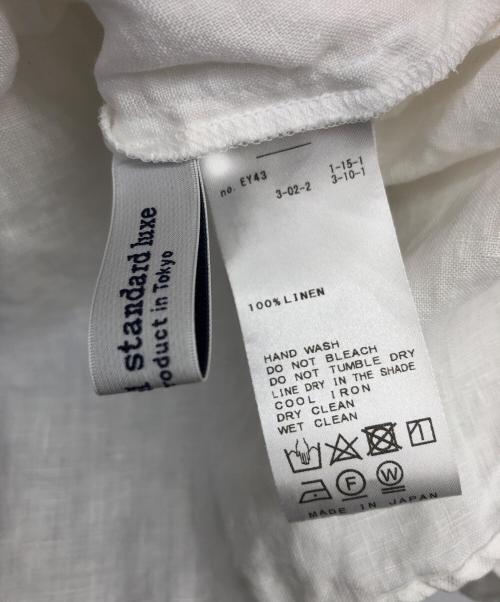 standard luxe
oduct in Tokyo
no. EY43 1-15-1
3-02-2 3-10-1
100% LINEN
HAND WASH
DO NOT BLEACH
DO NOT TUMBLE DRY
LINE DRY IN THE SHADE
COOL IRON
DRY CLEAN
WET CLEAN
F W
MADE IN JAPAN